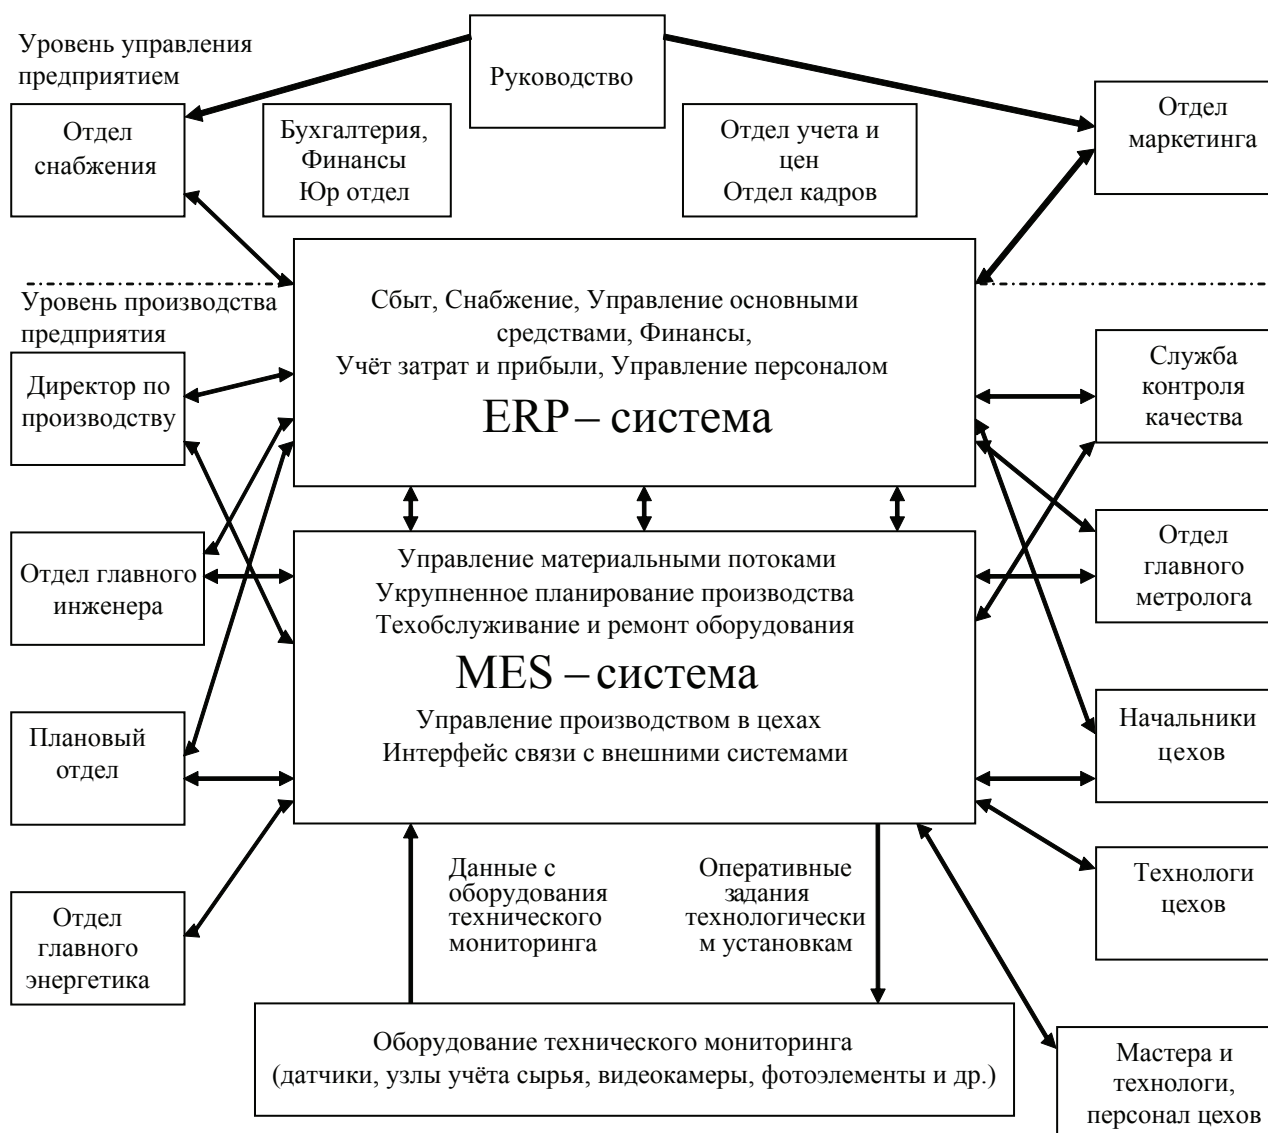 Уровень управления
предприятием
Руководство
Отдел
снабжения
Бухгалтерия,
Финансы
Юр отдел
Отдел учета и
цен
Отдел кадров
Отдел
маркетинга
Сбыт, Снабжение, Управление основными
средствами, Финансы,
Учёт затрат и прибыли, Управление персоналом
ERP – система
Уровень производства
предприятия
Директор по
производству
Служба
контроля
качества
Отдел главного
инженера
Управление материальными потоками
Укрупненное планирование производства
Техобслуживание и ремонт оборудования
MES – система
Управление производством в цехах
Интерфейс связи с внешними системами
Отдел
главного
метролога
Плановый
отдел
Начальники
цехов
Отдел
главного
энергетика
Данные с
оборудования
технического
мониторинга
Оперативные
задания
технологически
м установкам
Технологи
цехов
Оборудование технического мониторинга
(датчики, узлы учёта сырья, видеокамеры, фотоэлементы и др.)
Мастера и
технологи,
персонал цехов